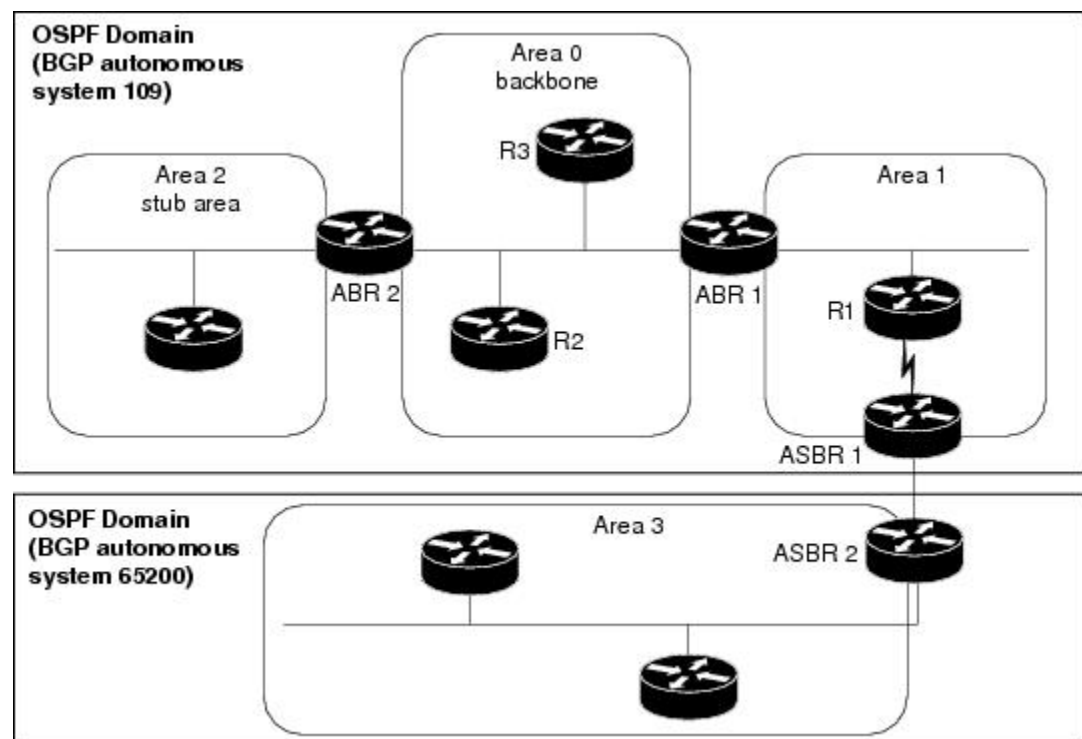 OSPF Domain
(BGP autonomous
system 109)
Area 0
backbone
R3
Area 2
stub area
Area 1
ABR 2
ABR 1
R1
R2
ASBR 1
OSPF Domain
(BGP autonomous
system 65200)
Area 3
ASBR 2